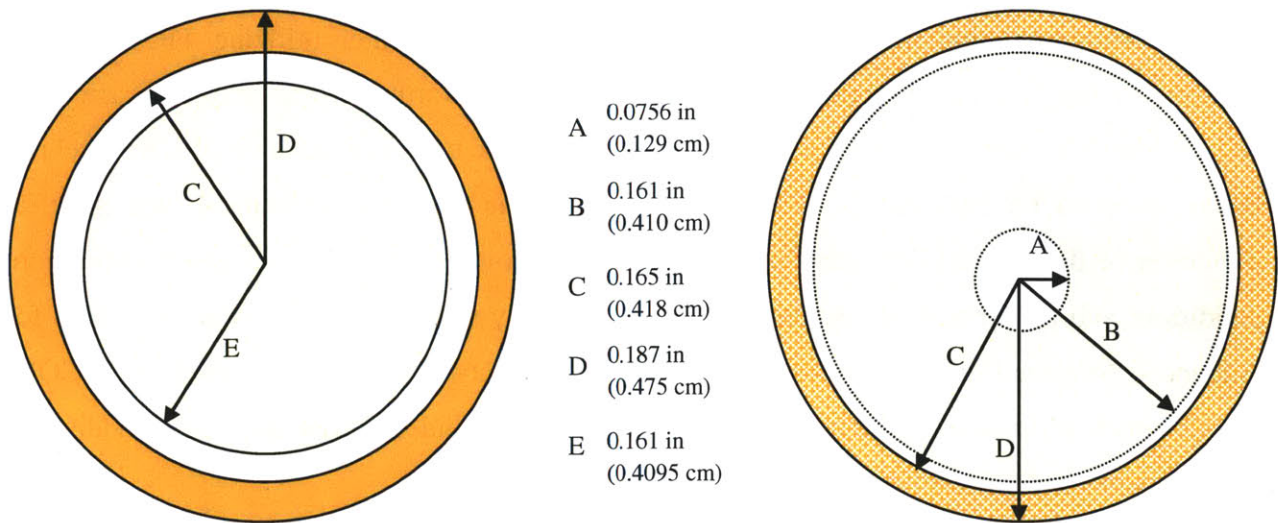 D
C
E
A 0.0756 in
(0.129 cm)
B 0.161 in
(0.410 cm)
C 0.165 in
(0.418 cm)
D 0.187 in
(0.475 cm)
E 0.161 in
(0.4095 cm)
A
B
C
D